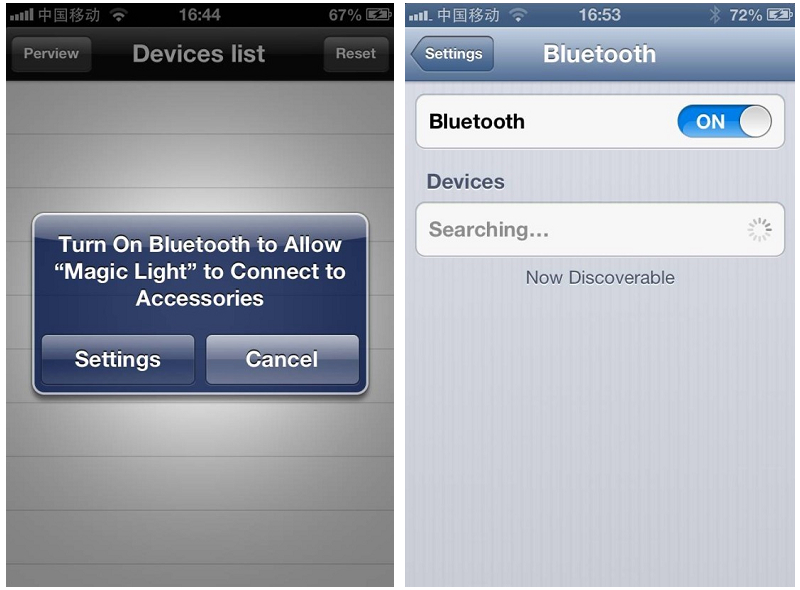 中国移动 16:44 67%
Perview Devices list Reset
Turn On Bluetooth to Allow
“Magic Light” to Connect to
Accessories
Settings Cancel
中国移动 16:53 72%
Settings Bluetooth
Bluetooth ON
Devices
Searching...
Now Discoverable